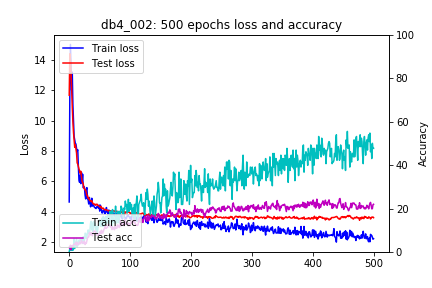 db4_002: 500 epochs loss and accuracy
Train loss
Test loss
Train acc
Test acc
Loss
Accuracy
14
12
10
8
6
4
2
100
80
60
40
20
0
0
100
200
300
400
500